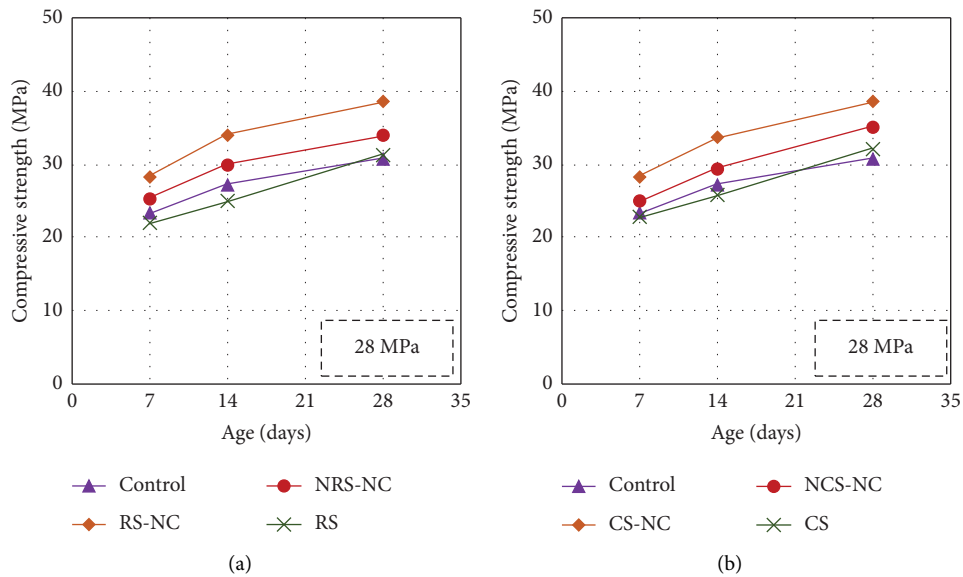 50
40
30
20
10
0
Compressive strength (MPa)
28 MPa
0 7 14 21 28 35
Age (days)
Control NRS-NC
RS-NC RS
(a)
50
40
30
20
10
0
Compressive strength (MPa)
28 MPa
0 7 14 21 28 35
Age (days)
Control NCS-NC
CS-NC CS
(b)